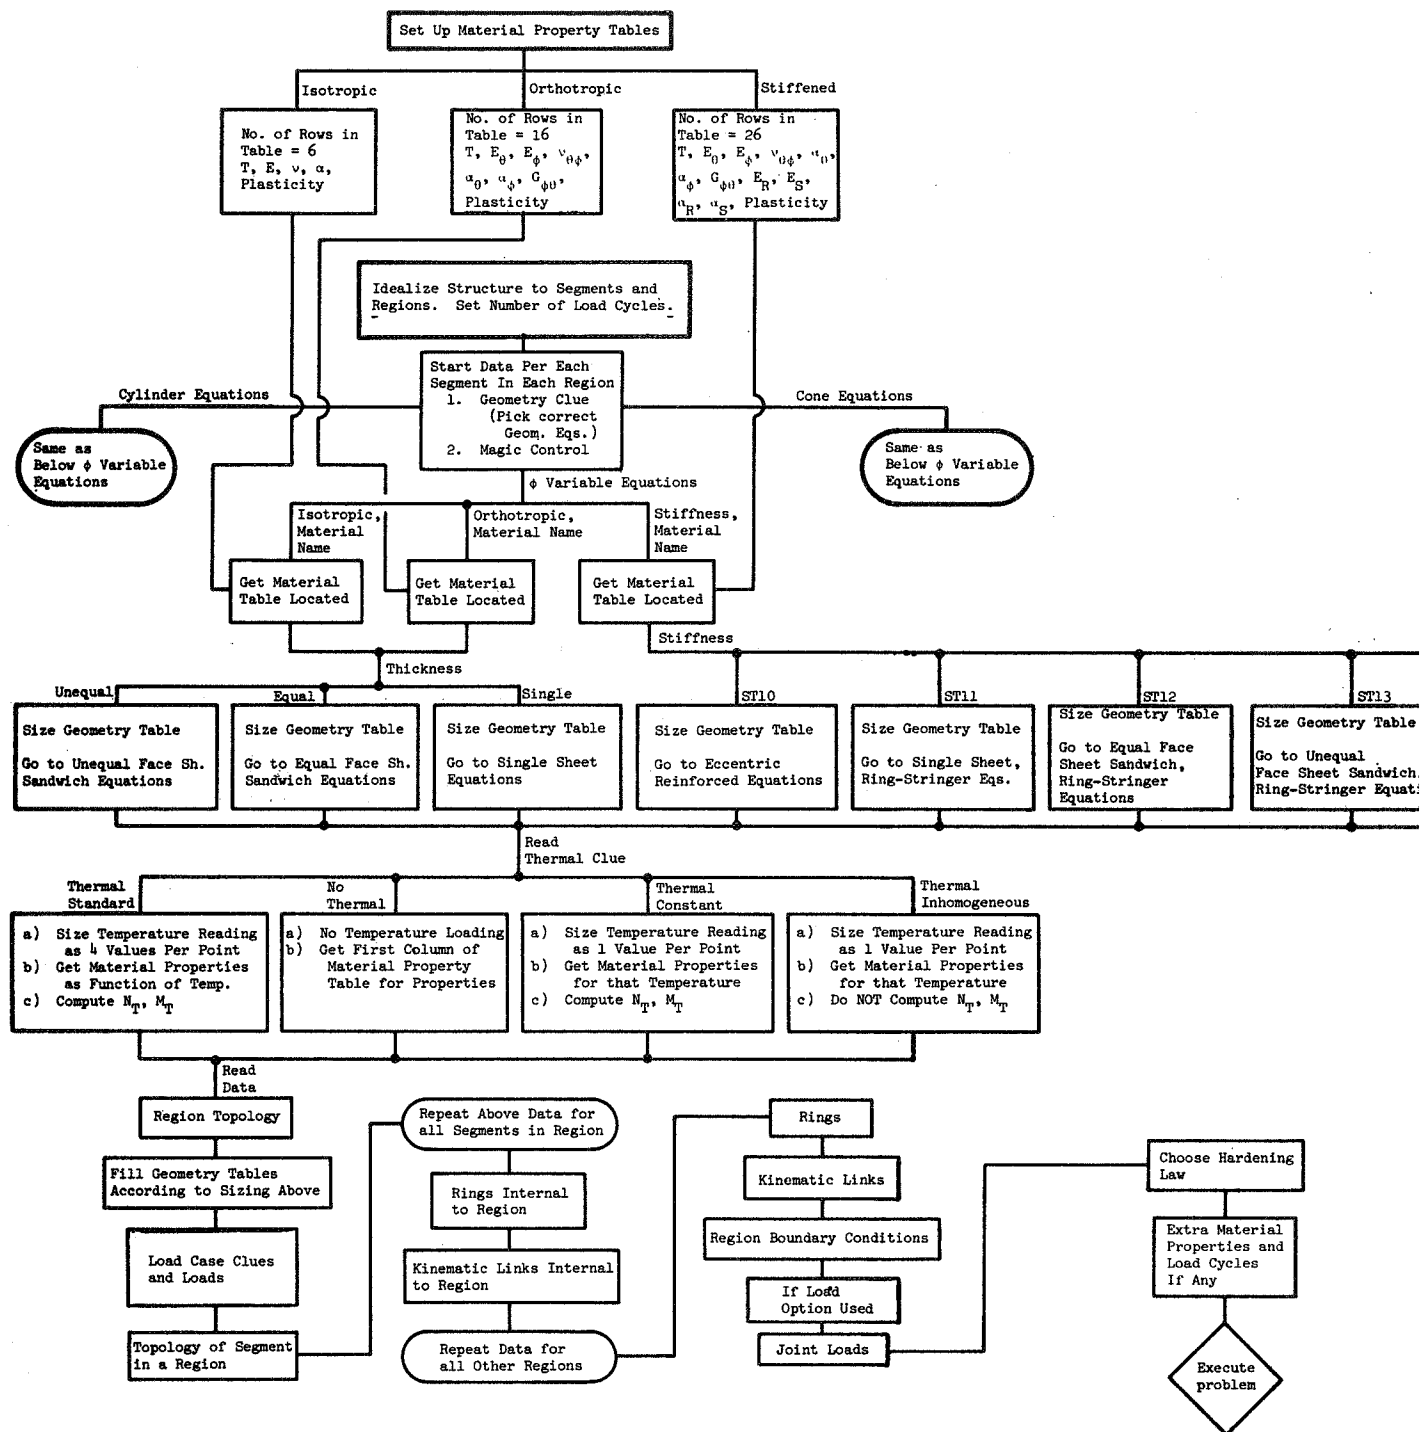 Set Up Material Property Tables
Isotropic
Orthotropic
Stiffened
No. of Rows in
Table = 6
T, E, ν, α,
Plasticity
No. of Rows in
Table = 16
T, E_θ, E_ϕ, ν_θϕ,
α_θ, α_ϕ, G_ϕθ,
Plasticity
No. of Rows in
Table = 26
T, E_θ, E_ϕ, ν_θϕ, α_θ,
α_ϕ, G_ϕθ, E_R, E_S,
α_R, α_S, Plasticity
Idealize Structure to Segments and
Regions. Set Number of Load Cycles.
Start Data Per Each
Segment In Each Region
1. Geometry Clue
(Pick correct
Geom. Eqs.)
2. Magic Control
Cylinder Equations
Cone Equations
Same as
Below ϕ Variable
Equations
Same as
Below ϕ Variable
Equations
ϕ Variable Equations
Isotropic,
Material
Name
Orthotropic,
Material Name
Stiffness,
Material
Name
Get Material
Table Located
Get Material
Table Located
Get Material
Table Located
Thickness
Stiffness
Unequal
Equal
Single
ST10
ST11
ST12
ST13
Size Geometry Table
Go to Unequal Face Sh.
Sandwich Equations
Size Geometry Table
Go to Equal Face Sh.
Sandwich Equations
Size Geometry Table
Go to Single Sheet
Equations
Size Geometry Table
Go to Eccentric
Reinforced Equations
Size Geometry Table
Go to Single Sheet,
Ring-Stringer Eqs.
Size Geometry Table
Go to Equal Face
Sheet Sandwich,
Ring-Stringer
Equations
Size Geometry Table
Go to Unequal
Face Sheet Sandwich,
Ring-Stringer Equati
Read
Thermal Clue
Thermal
Standard
No
Thermal
Thermal
Constant
Thermal
Inhomogeneous
a) Size Temperature Reading
as 4 Values Per Point
b) Get Material Properties
as Function of Temp.
c) Compute N_T, M_T
a) No Temperature Loading
b) Get First Column of
Material Property
Table for Properties
a) Size Temperature Reading
as 1 Value Per Point
b) Get Material Properties
for that Temperature
c) Compute N_T, M_T
a) Size Temperature Reading
as 1 Value Per Point
b) Get Material Properties
for that Temperature
c) Do NOT Compute N_T, M_T
Read
Data
Region Topology
Fill Geometry Tables
According to Sizing Above
Load Case Clues
and Loads
Topology of Segment
in a Region
Repeat Above Data for
all Segments in Region
Rings Internal
to Region
Kinematic Links Internal
to Region
Repeat Data for
all Other Regions
Rings
Kinematic Links
Region Boundary Conditions
If Load
Option Used
Joint Loads
Choose Hardening
Law
Extra Material
Properties and
Load Cycles
If Any
Execute
problem